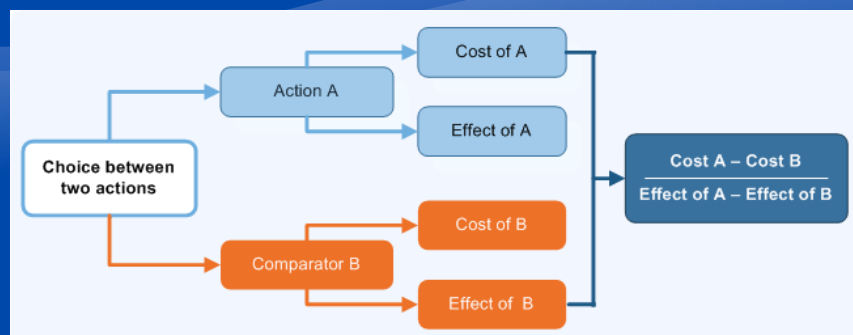 Cost of A
Action A
Effect of A
Choice between
two actions
Cost A – Cost B
Effect of A – Effect of B
Cost of B
Comparator B
Effect of B